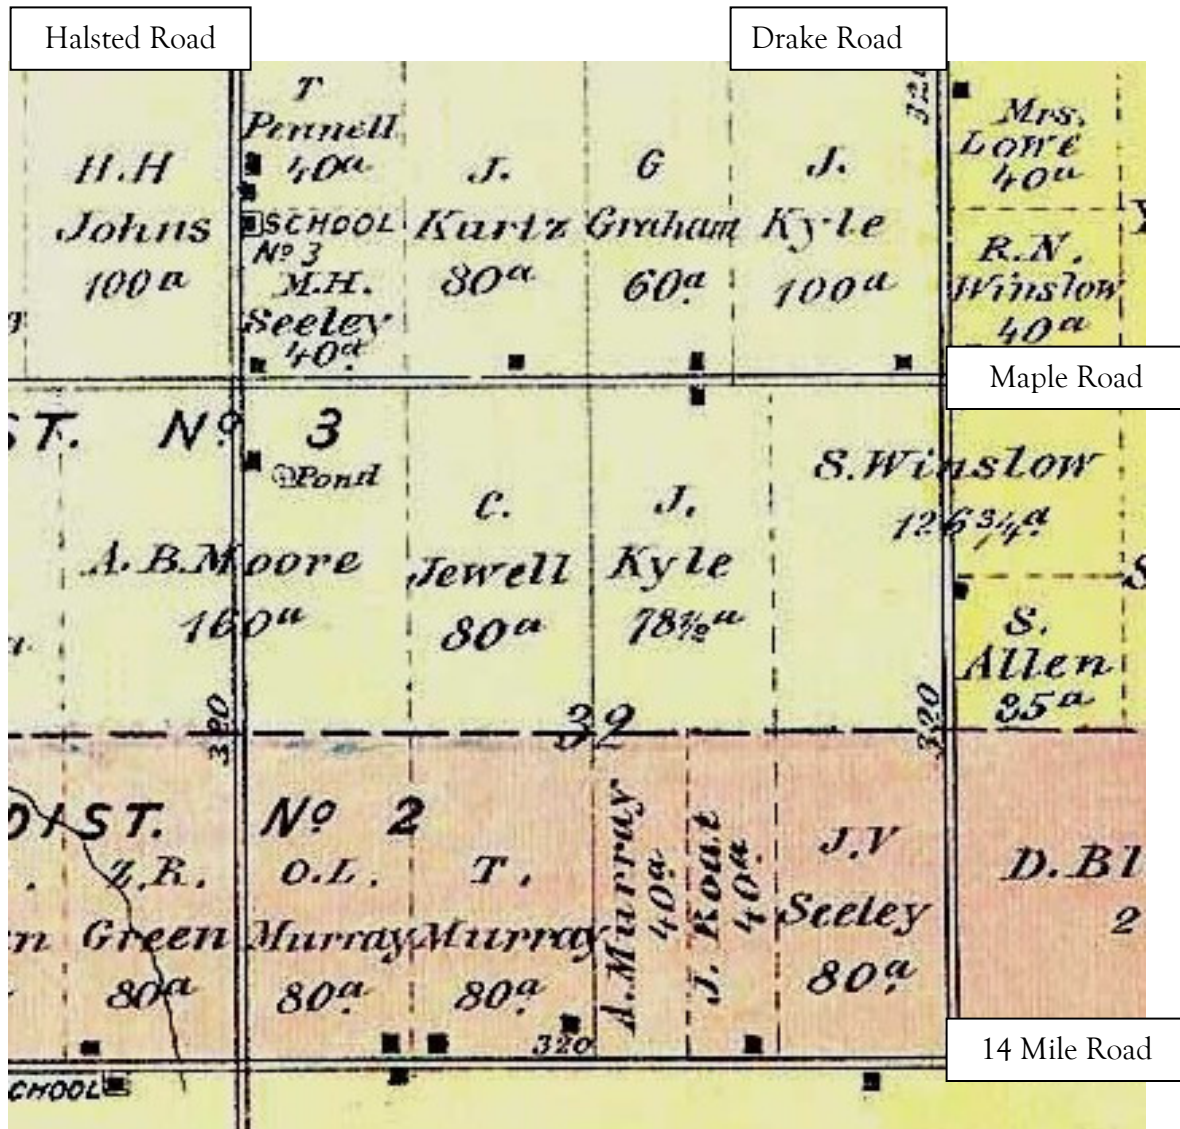 Halsted Road
Drake Road
T
Pennell
40a
H.H
Johns
100a
SCHOOL
No 3
M.H.
Seeley
40a
J.
Kurtz
80a
G
Graham
60a
J.
Kyle
100a
Mrs.
Lowe
40a
R.N.
Winslow
40a
Maple Road
ST. No 3
Pond
A.B.Moore
160a
C.
Jewell
80a
J.
Kyle
78½a
S.Winslow
126¾a
S.
Allen
35a
320
32
320
DIST. No 2
Z.R.
Green
80a
O.L.
Murray
80a
T.
Murray
80a
A.Murray
40a
J. Koat
40a
J.V
Seeley
80a
D.Bl
2
320
14 Mile Road
CHOOL